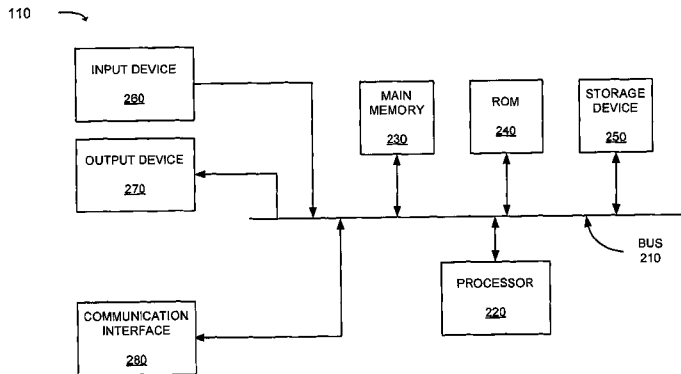 110
INPUT DEVICE
260
OUTPUT DEVICE
270
COMMUNICATION
INTERFACE
280
MAIN
MEMORY
230
ROM
240
STORAGE
DEVICE
250
BUS
210
PROCESSOR
220